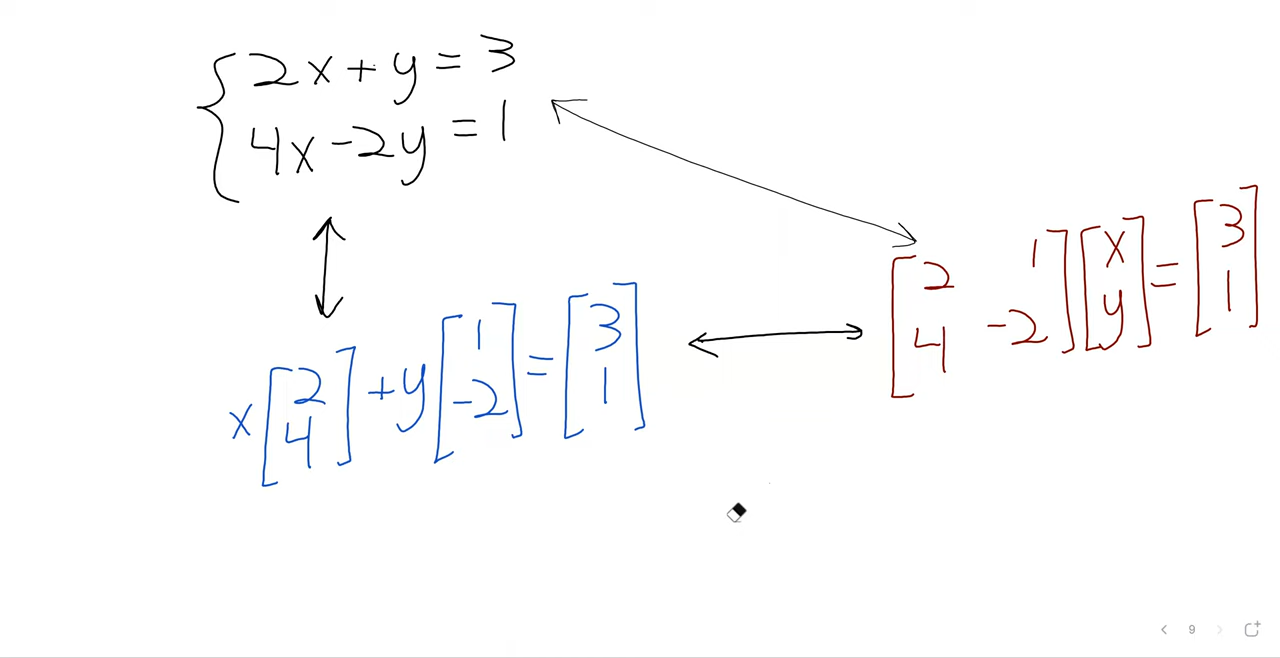 2x + y = 3
4x - 2y = 1
[2 1; 4 -2] [x; y] = [3; 1]
x [2; 4] + y [1; -2] = [3; 1]
9